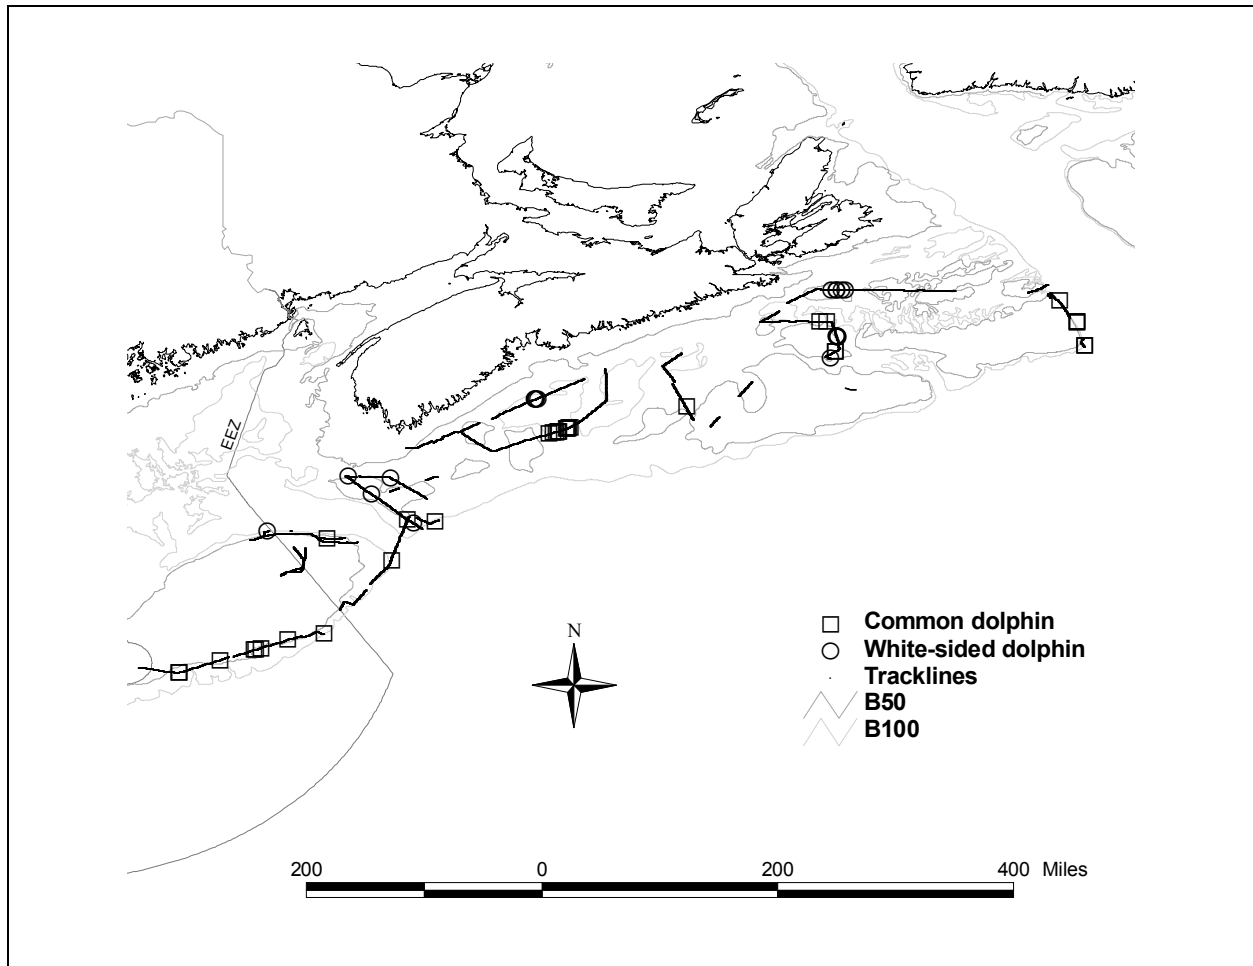 EEZ
Common dolphin
White-sided dolphin
Tracklines
B50
B100
N
200 0 200 400 Miles